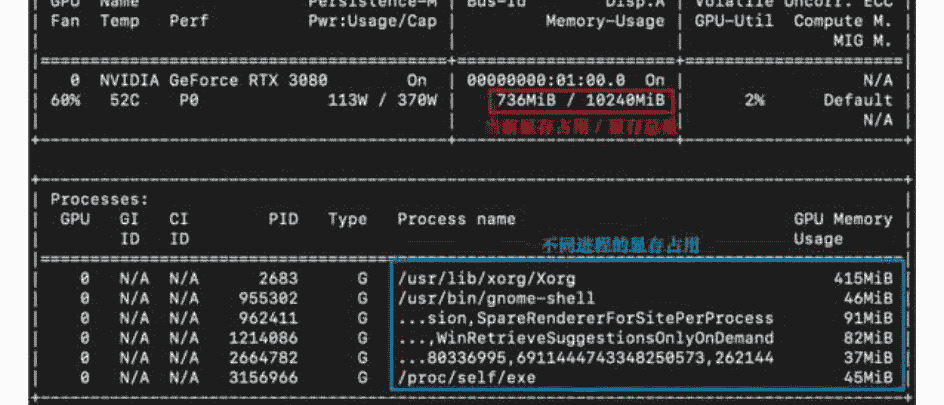 GPU Name Persistence-M | Bus-Id Disp.A | Volatile Uncorr. ECC
Fan Temp Perf Pwr:Usage/Cap | Memory-Usage | GPU-Util Compute M.
MIG M.
0 NVIDIA GeForce RTX 3080 On | 00000000:01:00.0 On | N/A
60% 52C P0 113W / 370W | 736MiB / 10240MiB | 2% Default
N/A
Processes:
GPU GI CI PID Type Process name GPU Memory
ID ID Usage
不同进程的显存占用
0 N/A N/A 2683 G /usr/lib/xorg/Xorg 415MiB
0 N/A N/A 955302 G /usr/bin/gnome-shell 46MiB
0 N/A N/A 962411 G ...sion,SpareRendererForSitePerProcess 91MiB
0 N/A N/A 1214086 G ...,WinRetrieveSuggestionsOnlyOnDemand 82MiB
0 N/A N/A 2664782 G ...80336995,6911444743348250573,262144 37MiB
0 N/A N/A 3156966 G /proc/self/exe 45MiB